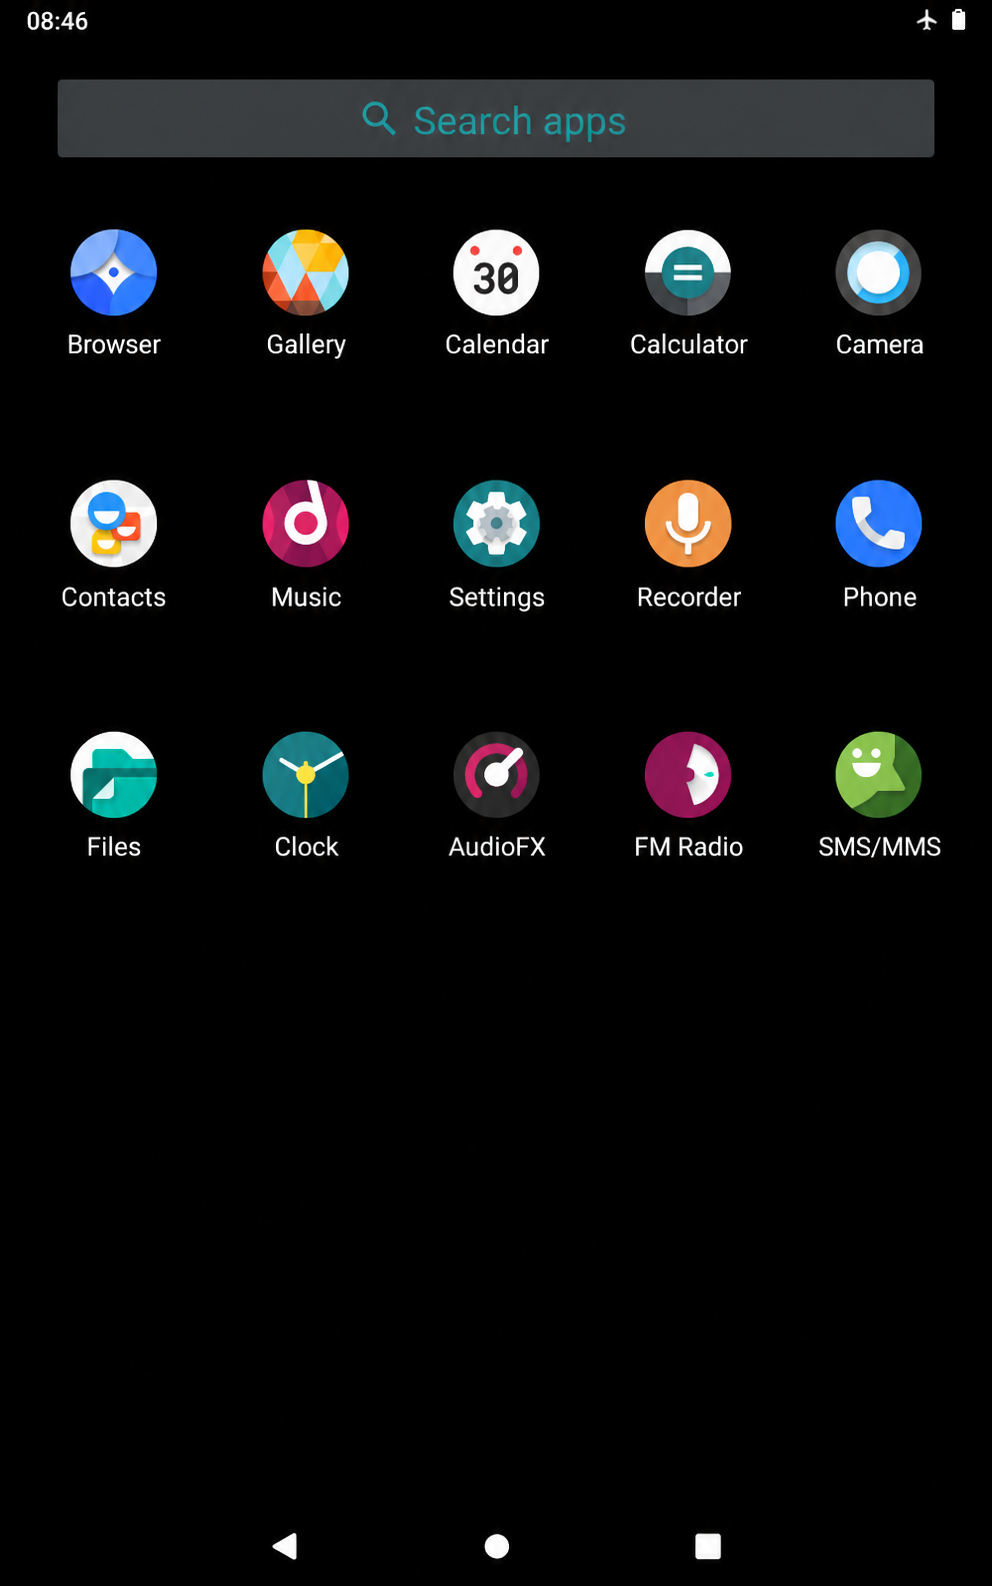 08:46
Search apps
30
Browser Gallery Calendar Calculator Camera
Contacts Music Settings Recorder Phone
Files Clock AudioFX FM Radio SMS/MMS